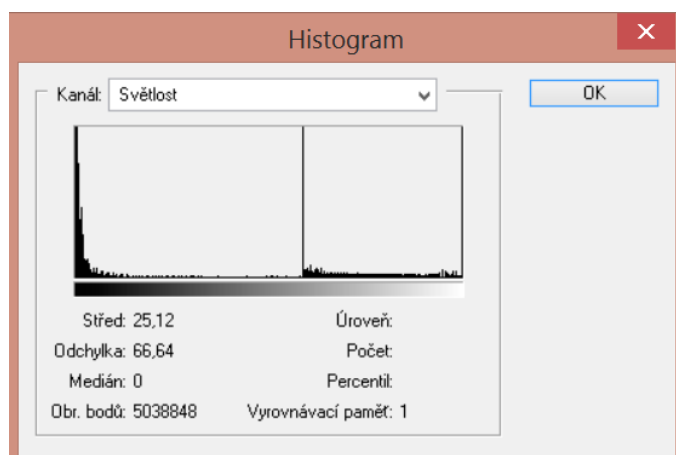 Histogram
Kanál: Světlost
OK
Střed: 25,12
Úroveň:
Odchylka: 66,64
Počet:
Medián: 0
Percentil:
Obr. bodů: 5038848
Vyrovnávací paměť: 1